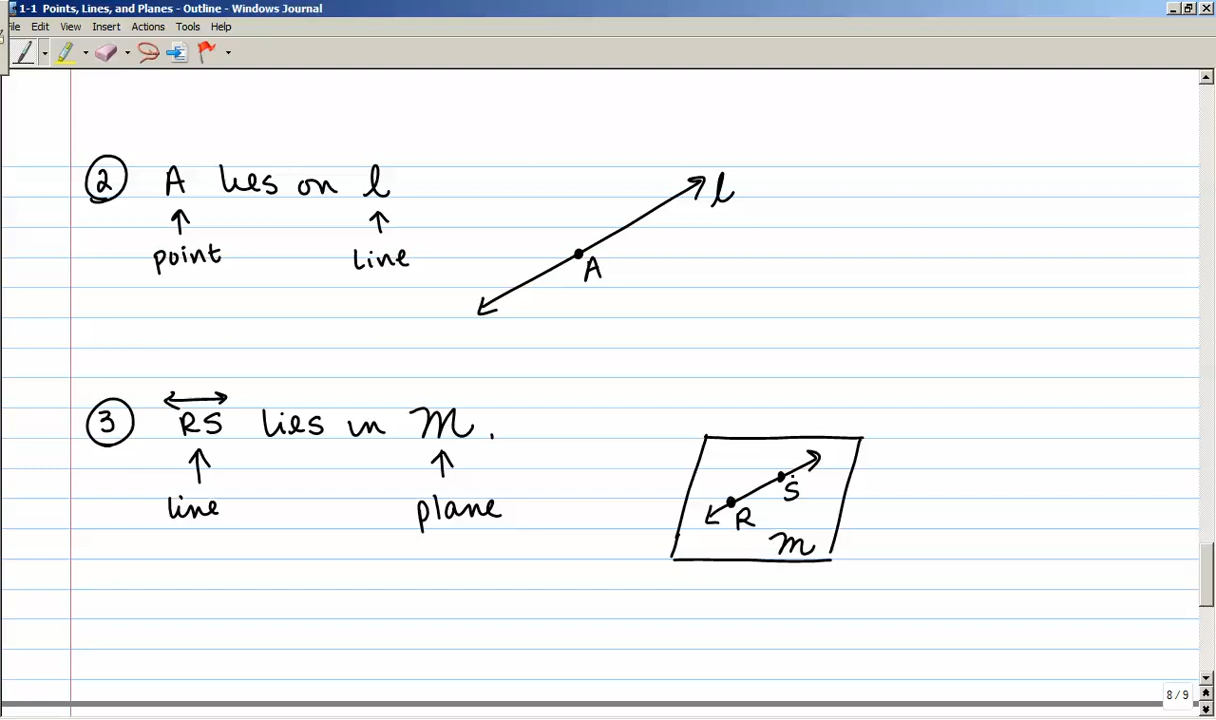 1-1 Points, Lines, and Planes - Outline - Windows Journal
File Edit View Insert Actions Tools Help
② A lies on l
point line
l
A
③ RS lies in M.
line plane
S
R
M
8 / 9